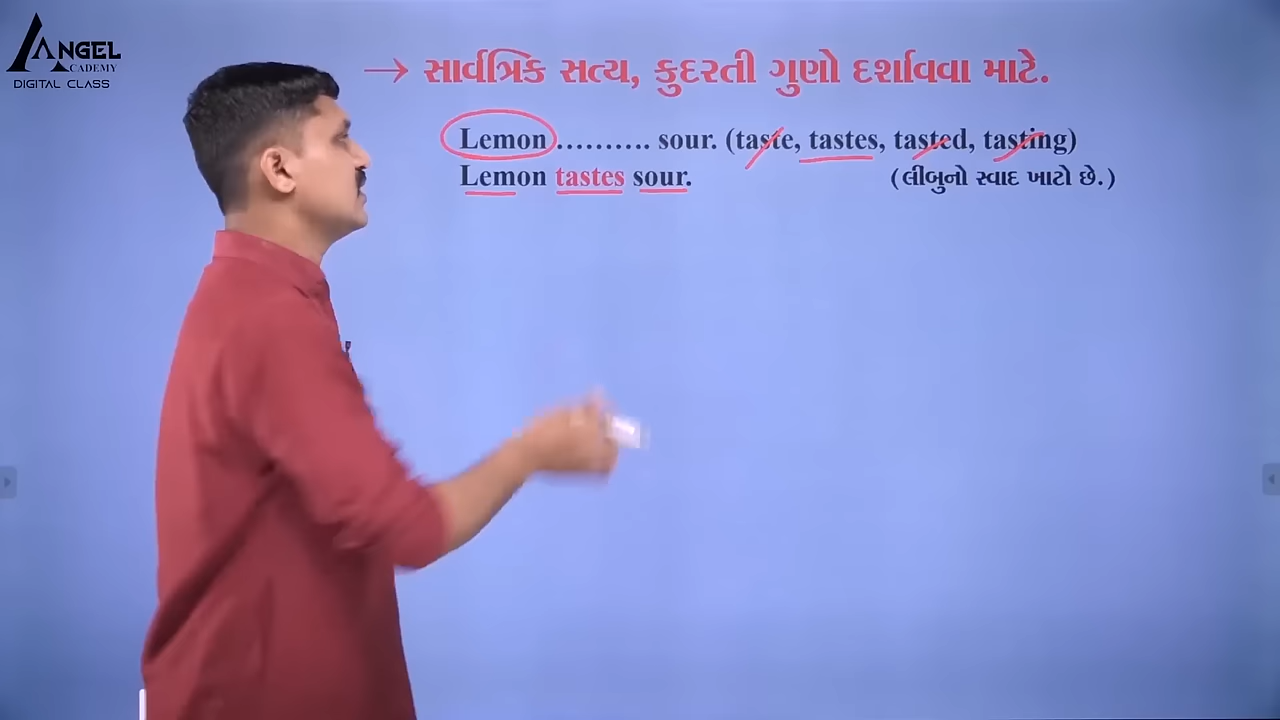 ANGEL
ACADEMY
DIGITAL CLASS
→ સાર્વત્રિક સત્ય, કુદરતી ગુણો દર્શાવવા માટે.
Lemon .......... sour. (taste, tastes, tasted, tasting)
Lemon tastes sour. (લીબુનો સ્વાદ ખાટો છે.)